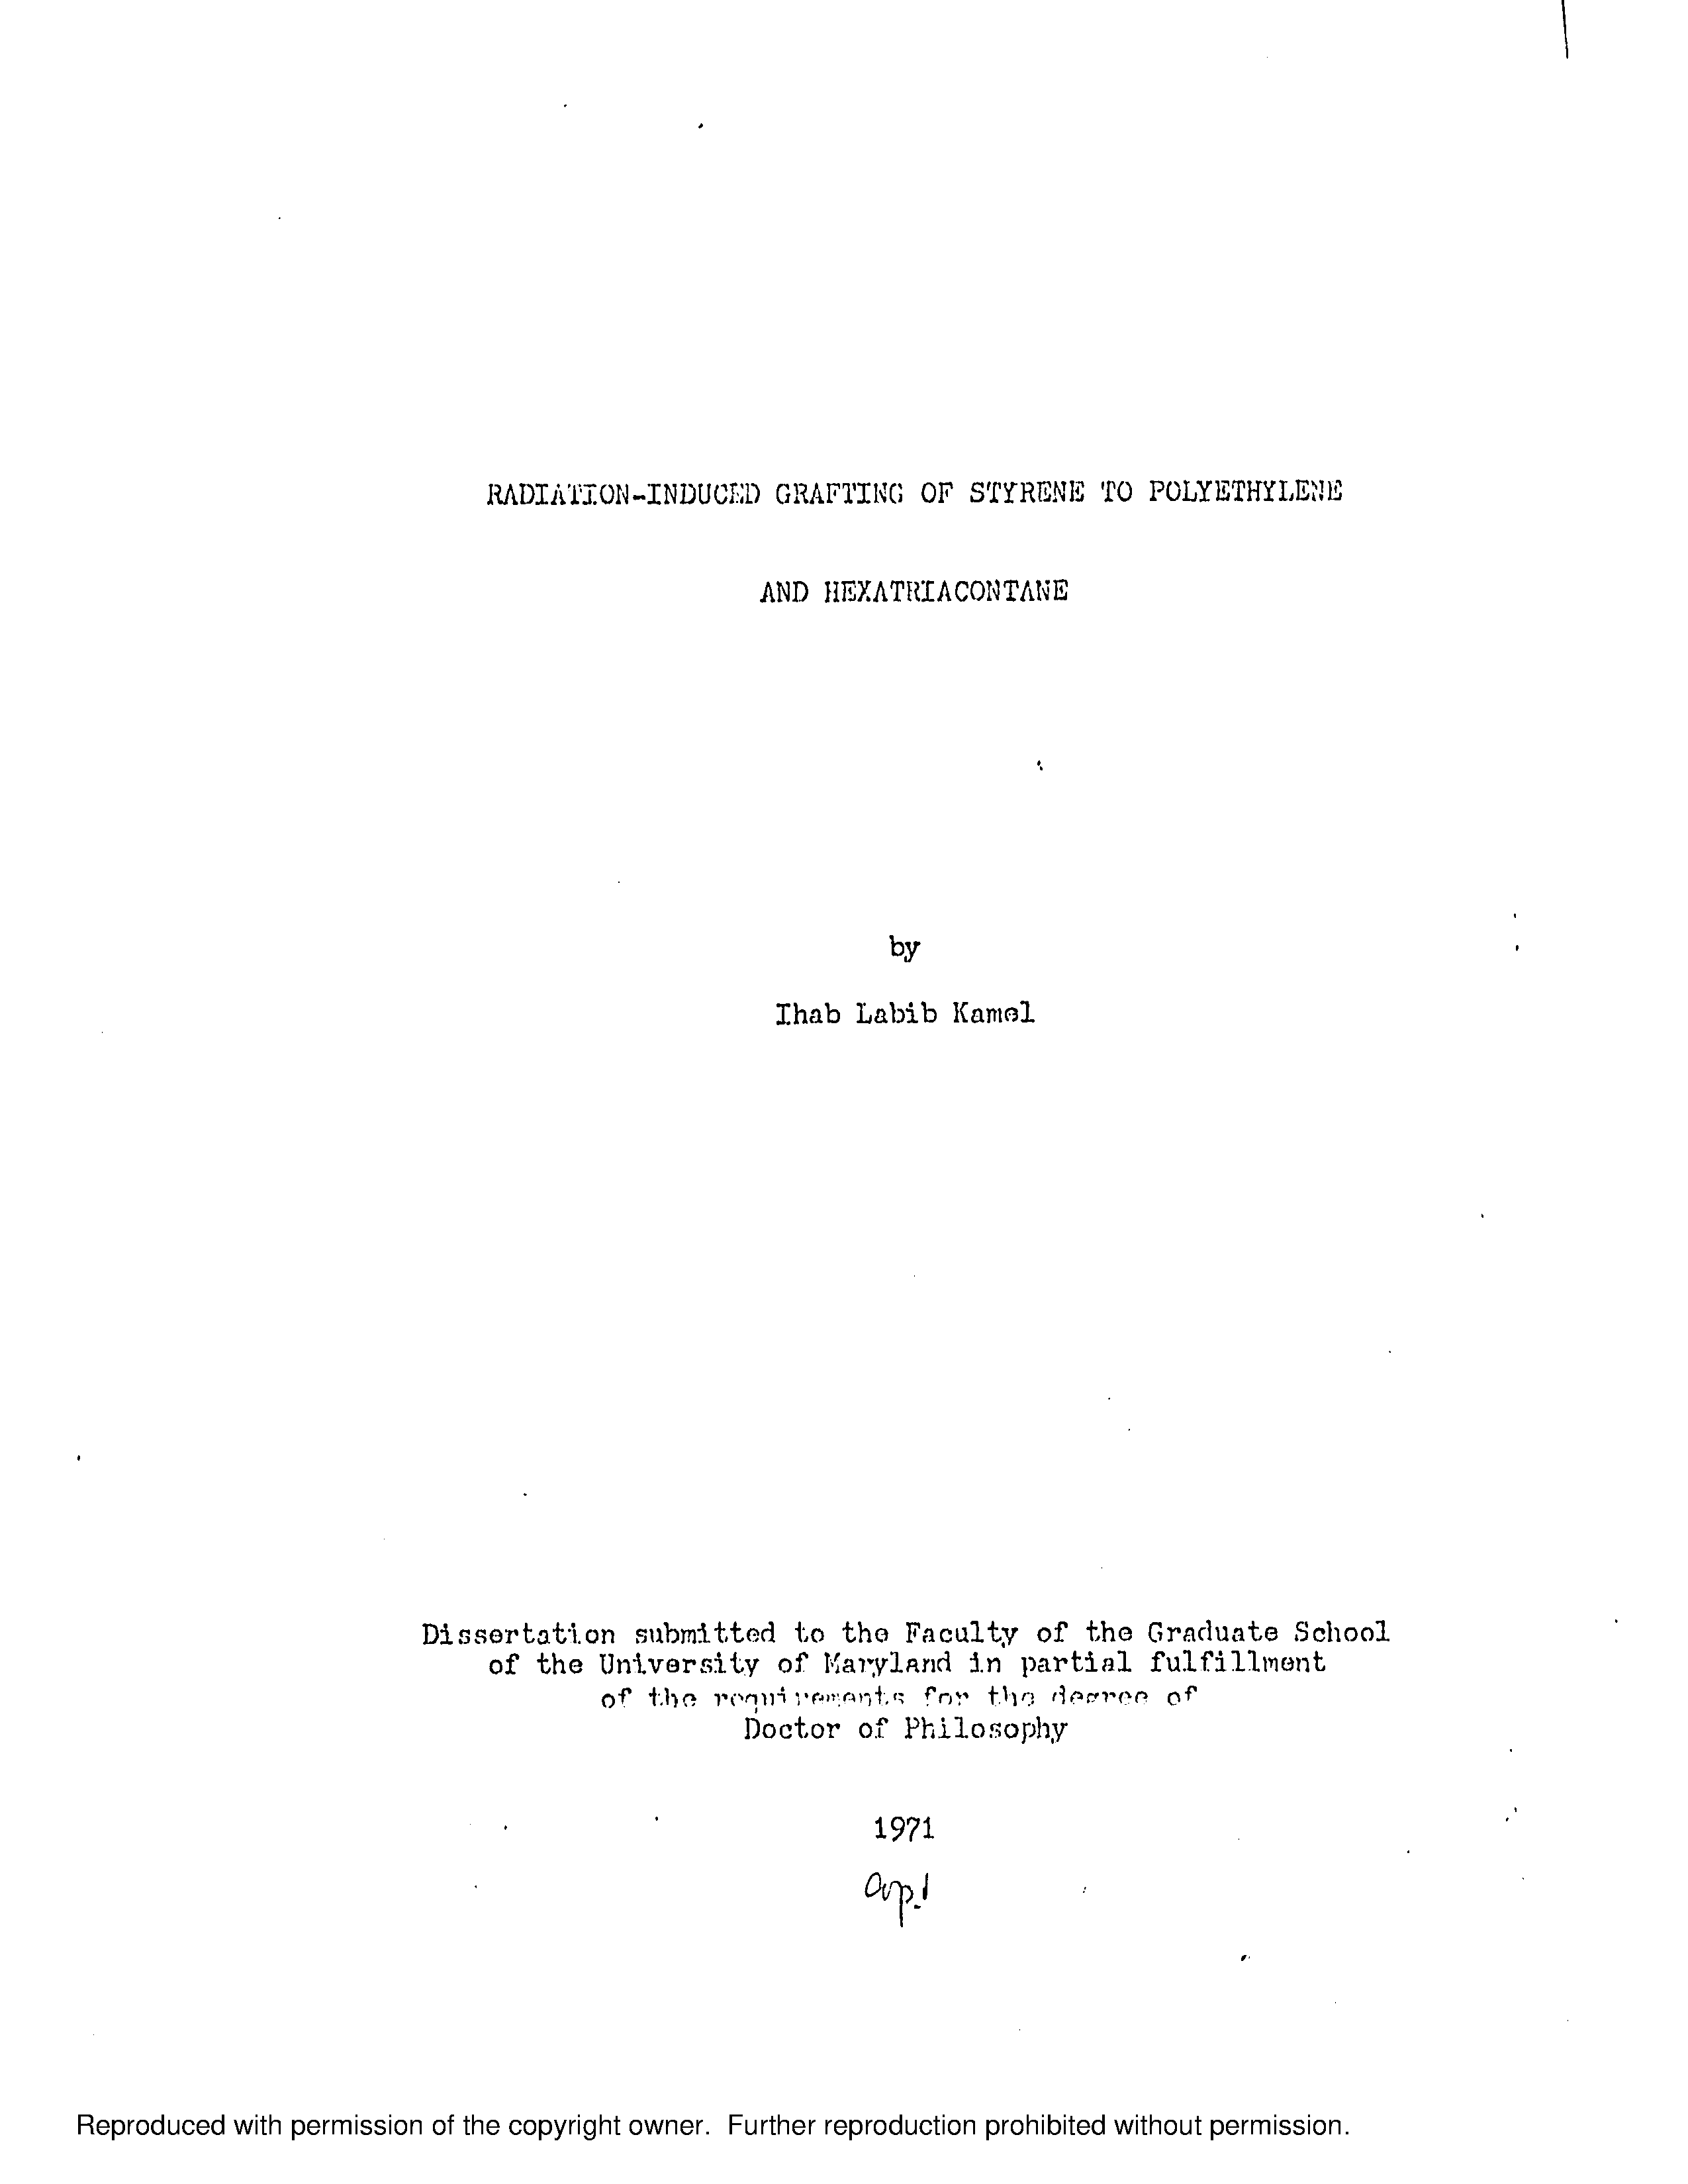 RADIATION-INDUCED GRAFTING OF STYRENE TO POLYETHYLENE
AND HEXATRIACONTANE
by
Ihab Labib Kamel
Dissertation submitted to the Faculty of the Graduate School
of the University of Maryland in partial fulfillment
of the requirements for the degree of
Doctor of Philosophy
1971
Reproduced with permission of the copyright owner. Further reproduction prohibited without permission.